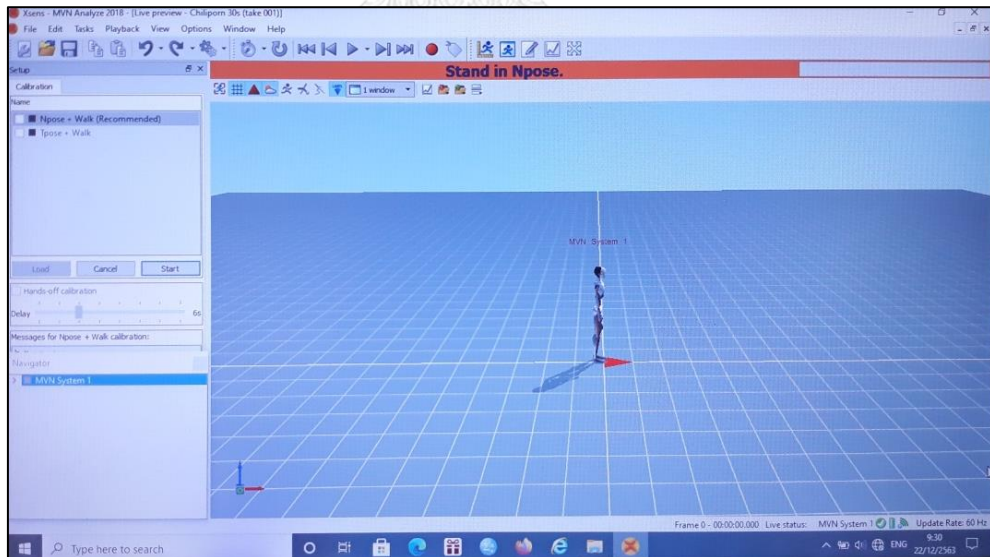 Xsens - MVN Analyze 2018 - [Live preview - Chiliporn 30s (take 001)]
File Edit Tasks Playback View Options Window Help
Setup
Stand in Npose.
Calibration
1 window
Name
Npose + Walk (Recommended)
Tpose + Walk
MVN System 1
Load Cancel Start
Hands-off calibration
Delay 6s
Messages for Npose + Walk calibration:
Navigator
MVN System 1
Frame 0 - 00:00:00.000 Live status: MVN System 1 Update Rate: 60 Hz
Type here to search
ENG
9:30
22/12/2563